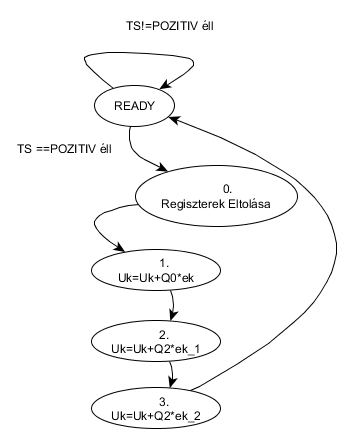 TS!=POZITIV éll
READY
TS ==POZITIV éll
0.
Regiszterek Eltolása
1.
Uk=Uk+Q0*ek
2.
Uk=Uk+Q2*ek_1
3.
Uk=Uk+Q2*ek_2